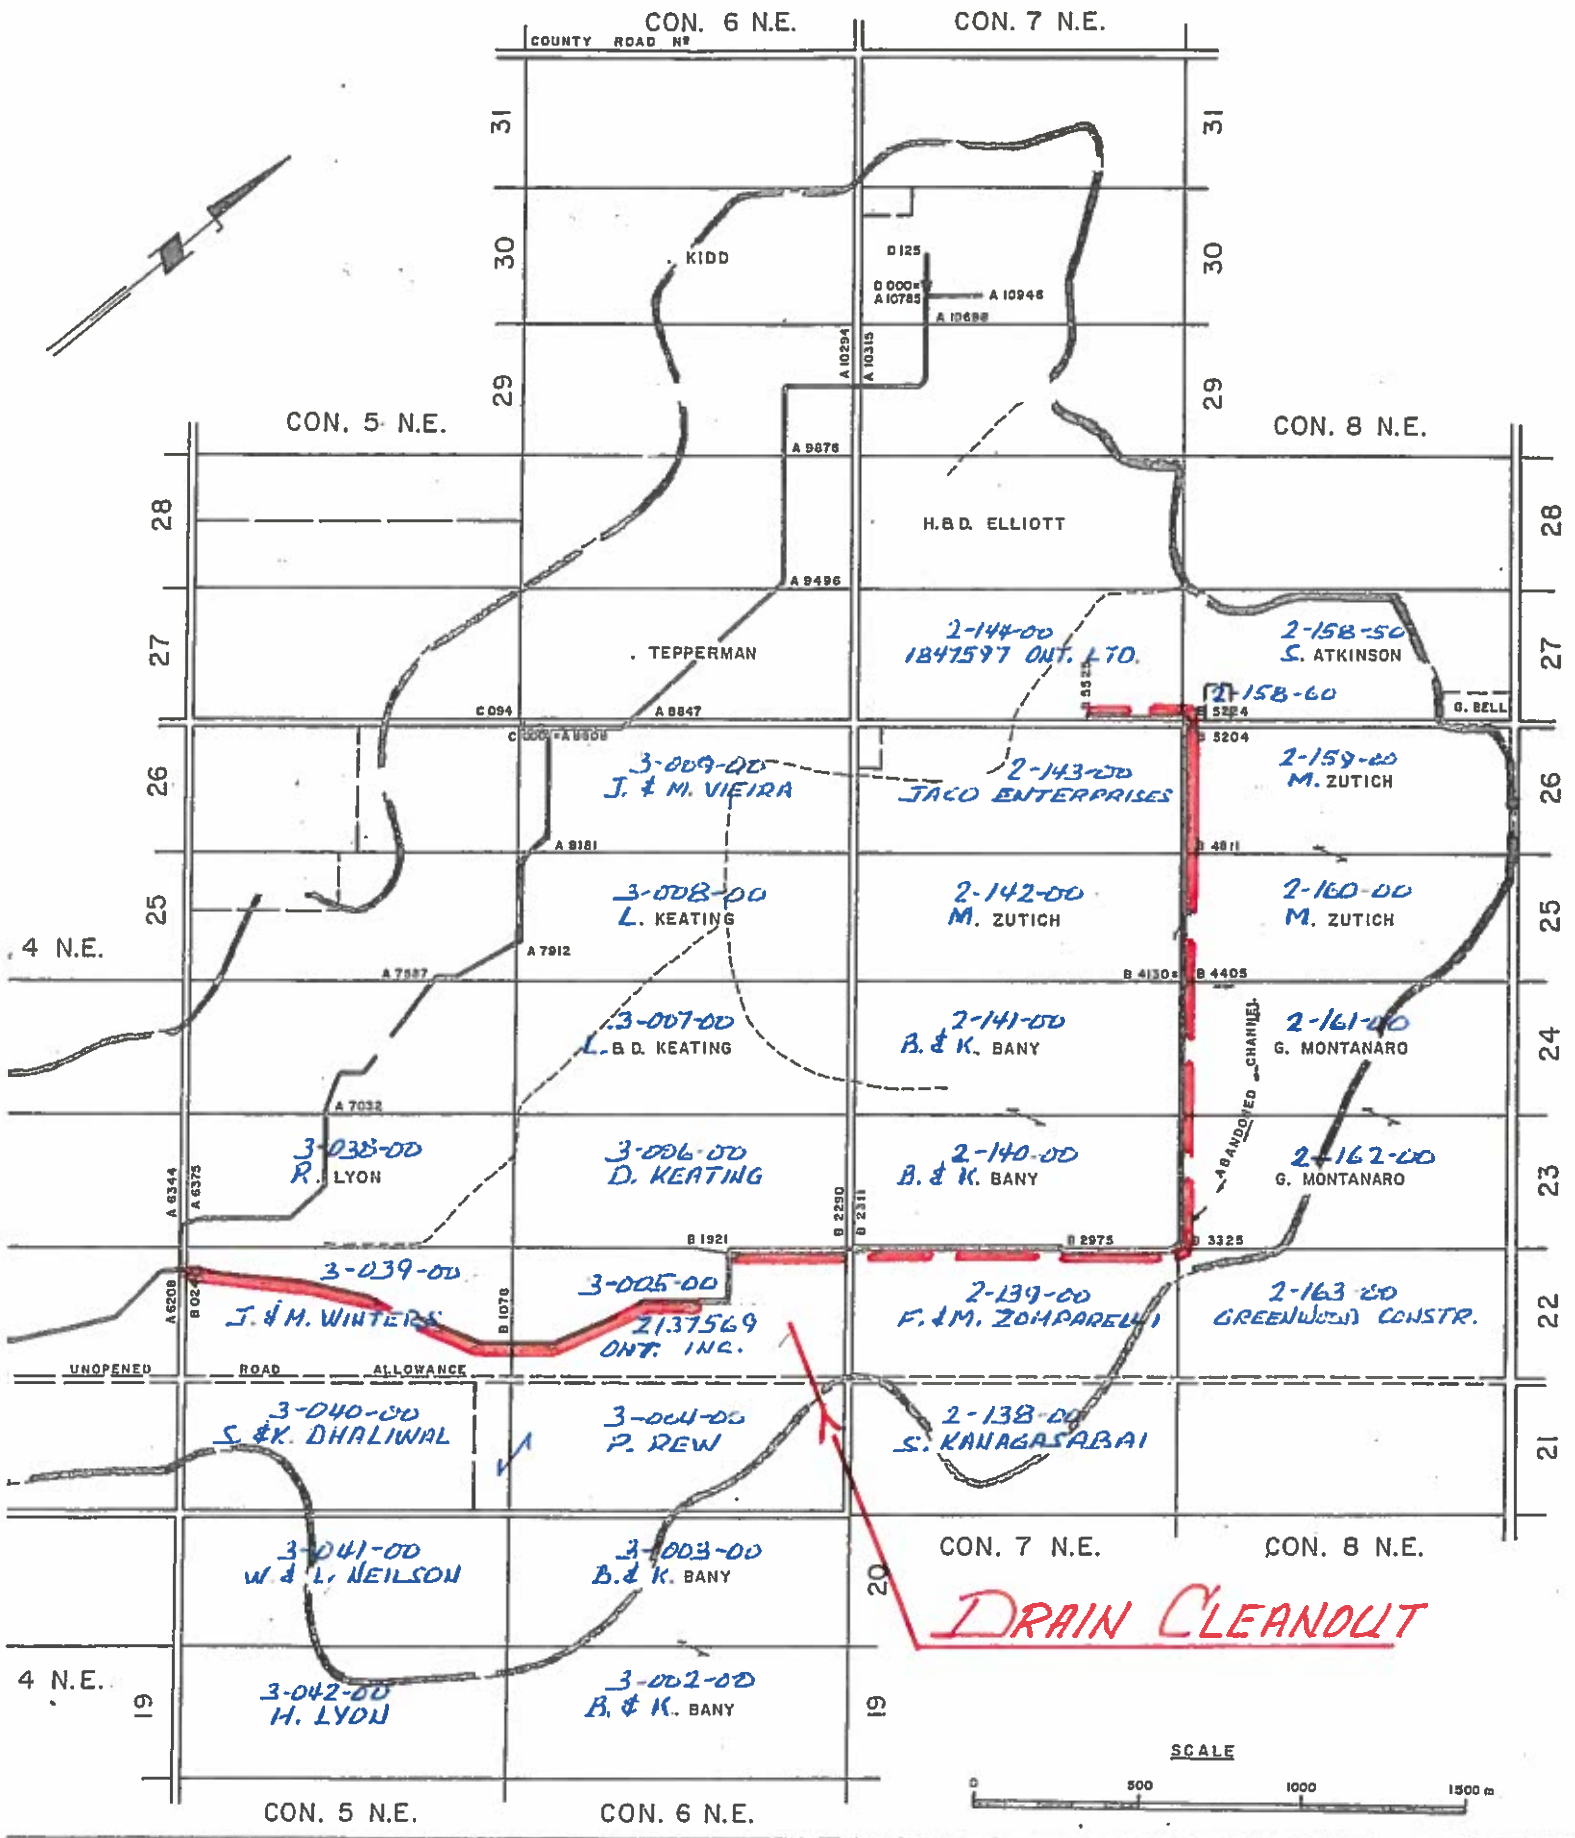 CON. 6 N.E.
CON. 7 N.E.
COUNTY ROAD Nº
31
31
30
KIDD
D 125
30
D 000=
A 10785
A 10946
A 10698
29
A 10294
A 10315
29
CON. 5 N.E.
CON. 8 N.E.
A 9876
28
H.&D. ELLIOTT
28
A 9496
27
. TEPPERMAN
2-144-00
1847597 ONT. LTD.
2-158-50
S. ATKINSON
27
B 5525
2-158-60
G. BELL
C 094
A 8847
B 5224
B 5204
26
3-009-00
J. & M. VIEIRA
2-143-00
JACO ENTERPRISES
2-159-00
M. ZUTICH
26
A 8181
B 4811
25
3-008-00
L. KEATING
2-142-00
M. ZUTICH
2-160-00
M. ZUTICH
25
4 N.E.
A 7912
A 7587
B 4130=
B 4405
3-007-00
L.&D. KEATING
2-141-00
B. & K. BANY
ABANDONED CHANNEL
2-161-00
G. MONTANARO
24
A 7032
3-038-00
R. LYON
3-006-00
D. KEATING
2-140-00
B. & K. BANY
2-162-00
G. MONTANARO
23
A 6344
A 6375
B 2290
B 2311
B 1921
B 2975
B 3325
3-039-00
J. & M. WINTERS
3-005-00
2137569
ONT. INC.
2-139-00
F. & M. ZOMPARELLI
2-163-00
GREENWOOD CONSTR.
22
A 6208
B 024
B 1078
UNOPENED ROAD ALLOWANCE
3-040-00
S. & K. DHALIWAL
3-004-00
P. REW
2-138-00
S. KANAGASABAI
21
CON. 7 N.E.
CON. 8 N.E.
3-041-00
W. & L. NEILSON
3-003-00
B. & K. BANY
20
DRAIN CLEANOUT
4 N.E.
19
3-042-00
H. LYON
3-002-00
B. & K. BANY
19
SCALE
0 500 1000 1500 m
CON. 5 N.E.
CON. 6 N.E.